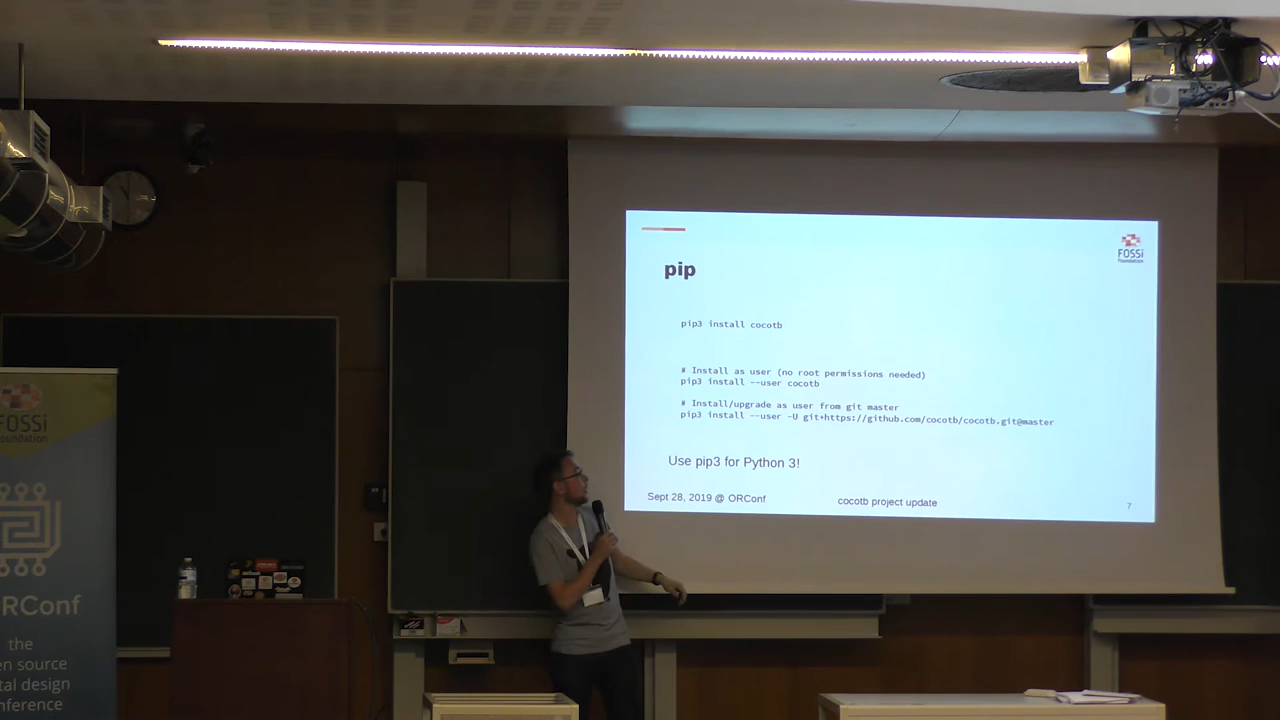 FOSSi
Foundation
pip
pip3 install cocotb
# Install as user (no root permissions needed)
pip3 install --user cocotb
# Install/upgrade as user from git master
pip3 install --user -U git+https://github.com/cocotb/cocotb.git@master
Use pip3 for Python 3!
Sept 28, 2019 @ ORConf
cocotb project update
7
FOSSi
oundation
RConf
the
en source
tal design
nference